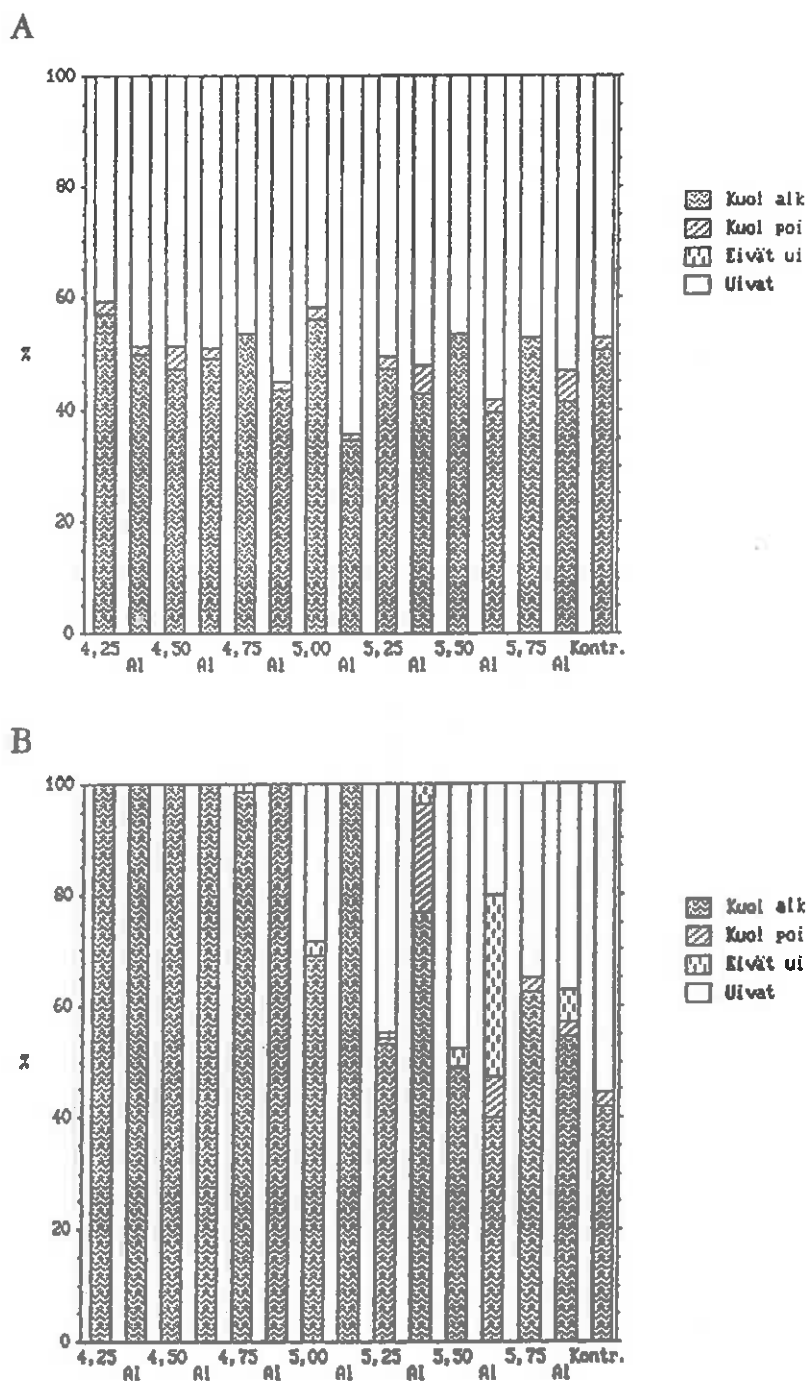 A
100
80
60
%
40
20
0
4,25 4,50 4,75 5,00 5,25 5,50 5,75 Kontr.
Al Al Al Al Al Al Al
Kuol alk
Kuol poi
Eivät ui
Uivat
B
100
80
60
%
40
20
0
4,25 4,50 4,75 5,00 5,25 5,50 5,75 Kontr.
Al Al Al Al Al Al Al
Kuol alk
Kuol poi
Eivät ui
Uivat